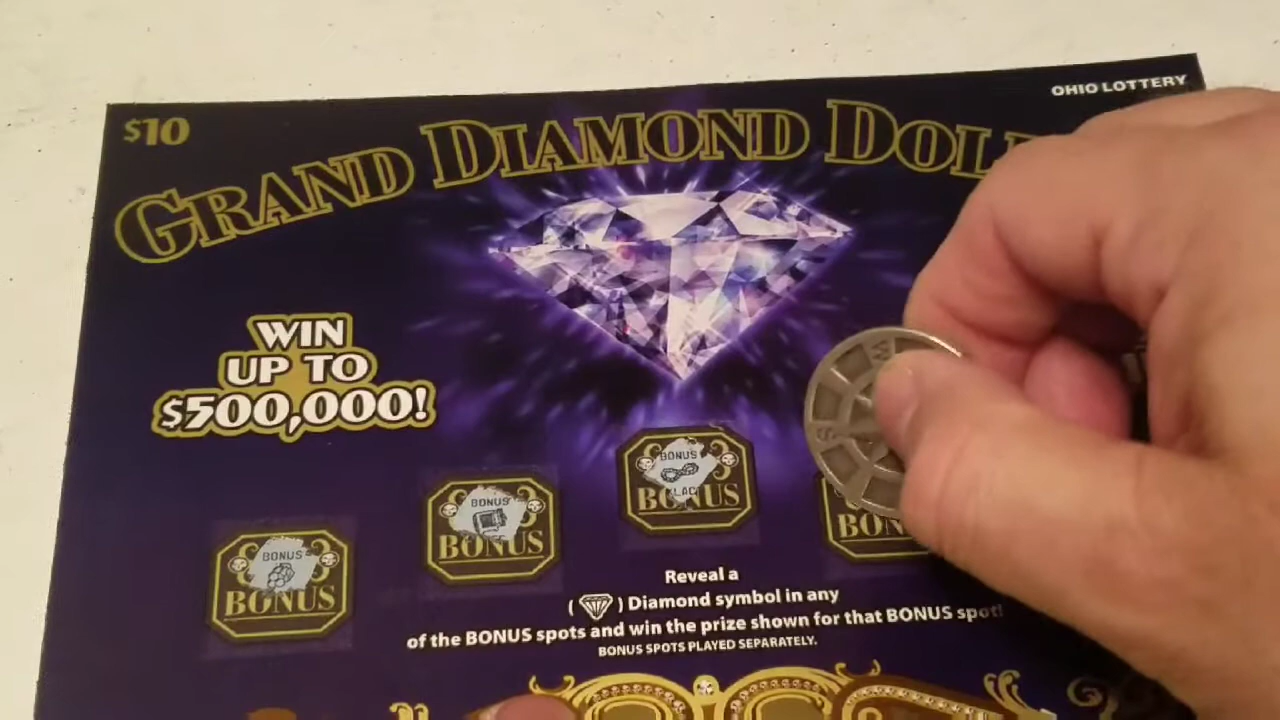 OHIO LOTTERY
$10
GRAND DIAMOND DOLL
WIN
UP TO
$500,000!
BONUS
BONUS
BONUS
BONUS
BONUS
BONUS
BON
Reveal a
( ) Diamond symbol in any
of the BONUS spots and win the prize shown for that BONUS spot!
BONUS SPOTS PLAYED SEPARATELY.